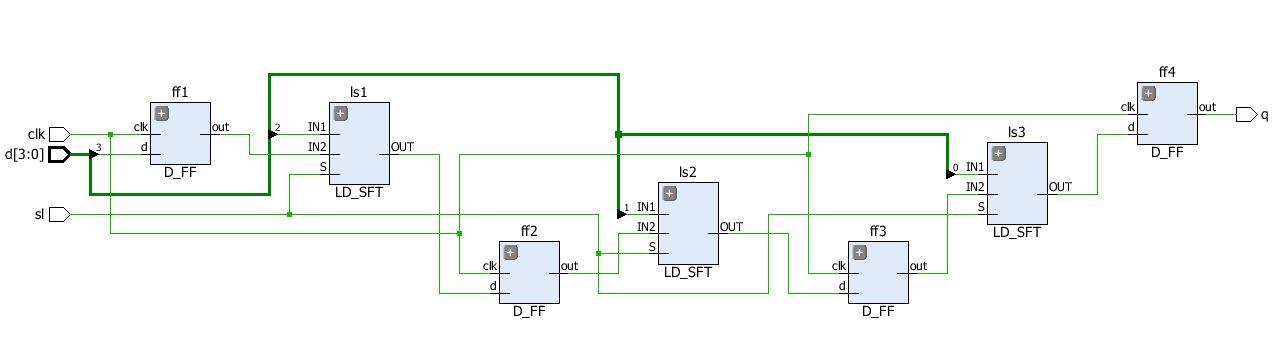 ff4
clk
out
q
d
D_FF
ff1
clk
clk
out
d[3:0]
3
d
D_FF
ls1
2
IN1
IN2
OUT
S
LD_SFT
ls3
0
IN1
IN2
OUT
S
LD_SFT
sl
ls2
1
IN1
IN2
OUT
S
LD_SFT
ff2
clk
out
d
D_FF
ff3
clk
out
d
D_FF